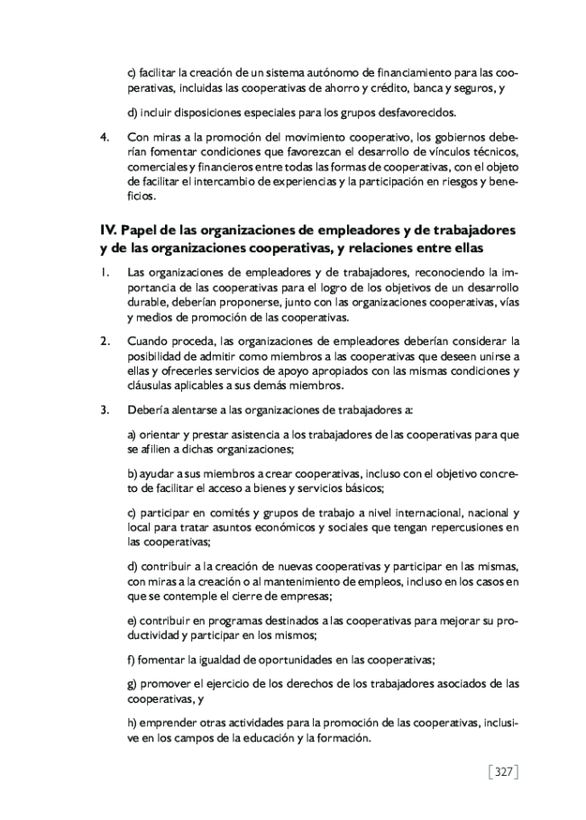 c) facilitar la creación de un sistema autónomo de financiamiento para las coo-
perativas, incluidas las cooperativas de ahorro y crédito, banca y seguros, y
d) incluir disposiciones especiales para los grupos desfavorecidos.
4. Con miras a la promoción del movimiento cooperativo, los gobiernos debe-
rían fomentar condiciones que favorezcan el desarrollo de vínculos técnicos,
comerciales y financieros entre todas las formas de cooperativas, con el objeto
de facilitar el intercambio de experiencias y la participación en riesgos y bene-
ficios.
IV. Papel de las organizaciones de empleadores y de trabajadores
y de las organizaciones cooperativas, y relaciones entre ellas
1. Las organizaciones de empleadores y de trabajadores, reconociendo la im-
portancia de las cooperativas para el logro de los objetivos de un desarrollo
durable, deberían proponerse, junto con las organizaciones cooperativas, vías
y medios de promoción de las cooperativas.
2. Cuando proceda, las organizaciones de empleadores deberían considerar la
posibilidad de admitir como miembros a las cooperativas que deseen unirse a
ellas y ofrecerles servicios de apoyo apropiados con las mismas condiciones y
cláusulas aplicables a sus demás miembros.
3. Debería alentarse a las organizaciones de trabajadores a:
a) orientar y prestar asistencia a los trabajadores de las cooperativas para que
se afilien a dichas organizaciones;
b) ayudar a sus miembros a crear cooperativas, incluso con el objetivo concre-
to de facilitar el acceso a bienes y servicios básicos;
c) participar en comités y grupos de trabajo a nivel internacional, nacional y
local para tratar asuntos económicos y sociales que tengan repercusiones en
las cooperativas;
d) contribuir a la creación de nuevas cooperativas y participar en las mismas,
con miras a la creación o al mantenimiento de empleos, incluso en los casos en
que se contemple el cierre de empresas;
e) contribuir en programas destinados a las cooperativas para mejorar su pro-
ductividad y participar en los mismos;
f) fomentar la igualdad de oportunidades en las cooperativas;
g) promover el ejercicio de los derechos de los trabajadores asociados de las
cooperativas, y
h) emprender otras actividades para la promoción de las cooperativas, inclusi-
ve en los campos de la educación y la formación.
[327]